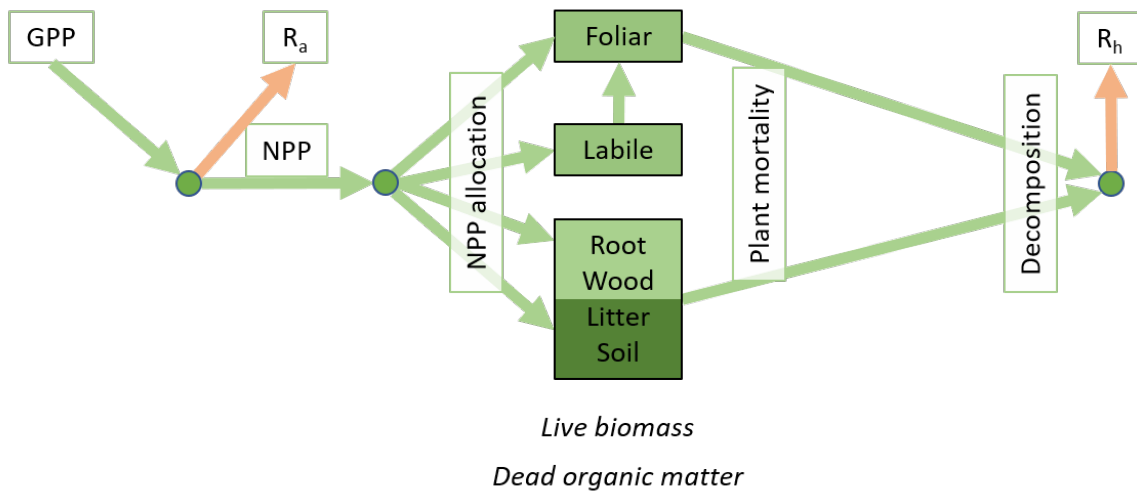 GPP
Ra
NPP
NPP allocation
Foliar
Labile
Root
Wood
Litter
Soil
Plant mortality
Decomposition
Rh
Live biomass
Dead organic matter